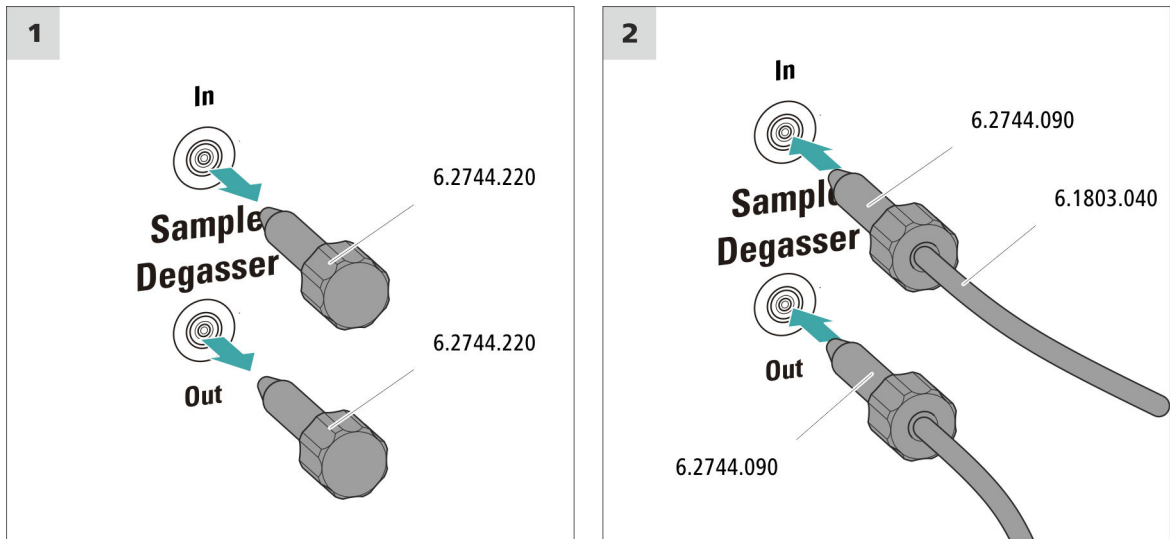 1
In
6.2744.220
Sample
Degasser
6.2744.220
Out
2
In
6.2744.090
6.1803.040
Sample
Degasser
Out
6.2744.090